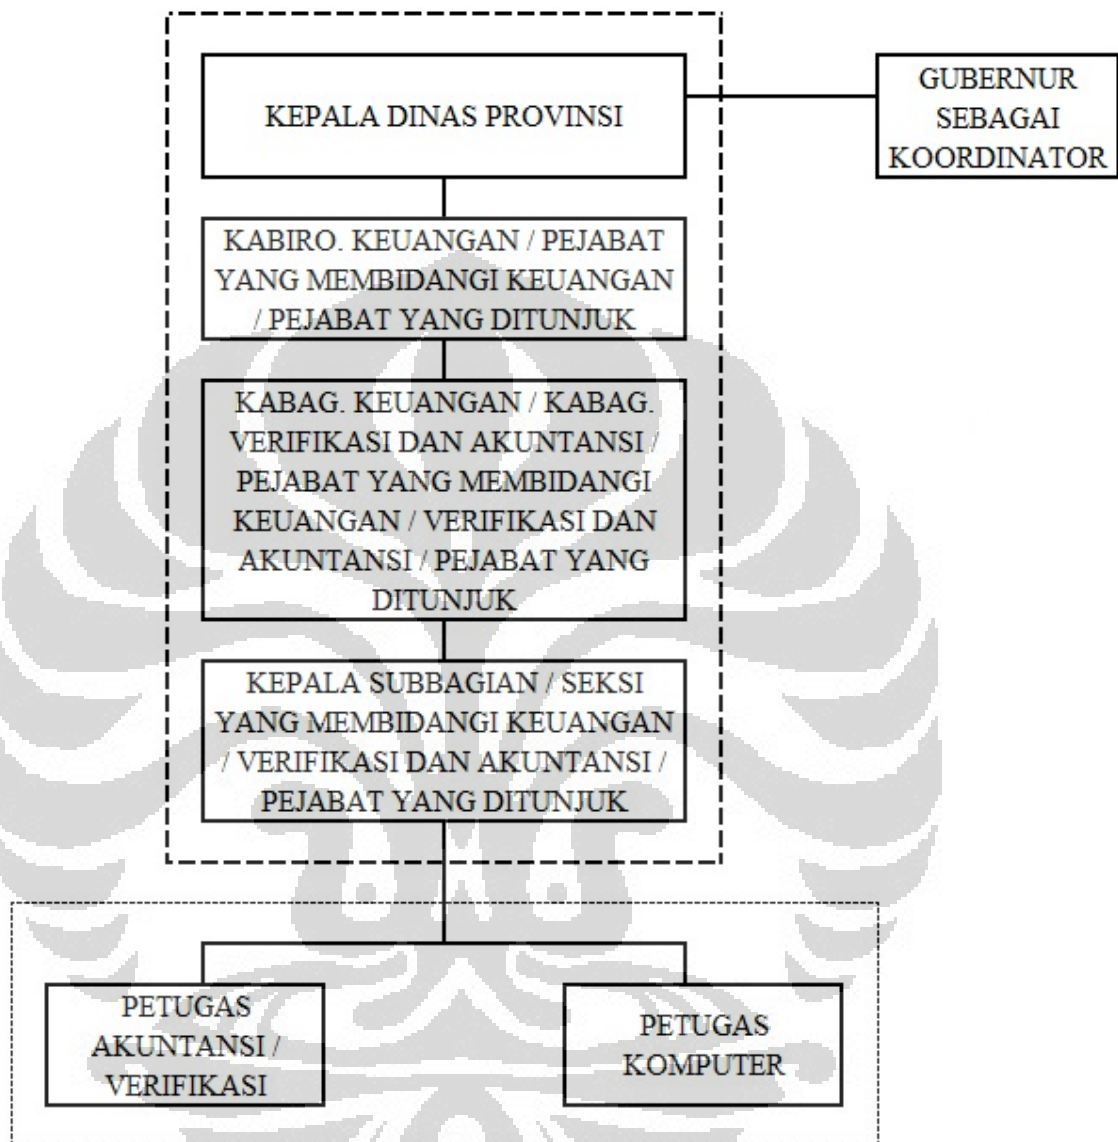 KEPALA DINAS PROVINSI
GUBERNUR
SEBAGAI
KOORDINATOR
KABIRO. KEUANGAN / PEJABAT
YANG MEMBIDANGI KEUANGAN
/ PEJABAT YANG DITUNJUK
KABAG. KEUANGAN / KABAG.
VERIFIKASI DAN AKUNTANSI /
PEJABAT YANG MEMBIDANGI
KEUANGAN / VERIFIKASI DAN
AKUNTANSI / PEJABAT YANG
DITUNJUK
KEPALA SUBBAGIAN / SEKSI
YANG MEMBIDANGI KEUANGAN
/ VERIFIKASI DAN AKUNTANSI /
PEJABAT YANG DITUNJUK
PETUGAS
AKUNTANSI /
VERIFIKASI
PETUGAS
KOMPUTER